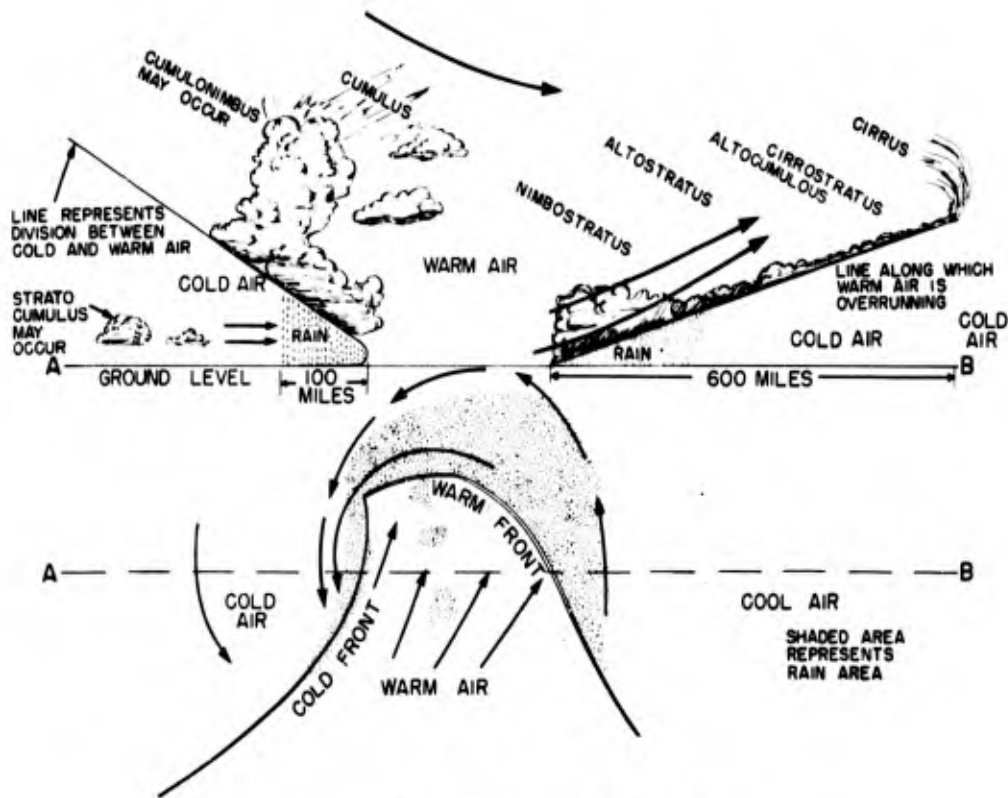 CUMULONIMBUS
MAY OCCUR
CUMULUS
CIRRUS
CIRROSTRATUS
ALTOCUMULOUS
ALTOSTRATUS
NIMBOSTRATUS
LINE REPRESENTS
DIVISION BETWEEN
COLD AND WARM AIR
COLD AIR
WARM AIR
LINE ALONG WHICH
WARM AIR IS
OVERRUNNING
STRATO
CUMULUS
MAY
OCCUR
RAIN
RAIN
COLD AIR
COLD
AIR
A
GROUND LEVEL
100
MILES
600 MILES
B
WARM FRONT
A
B
COLD
AIR
COLD FRONT
WARM AIR
COOL AIR
SHADED AREA
REPRESENTS
RAIN AREA